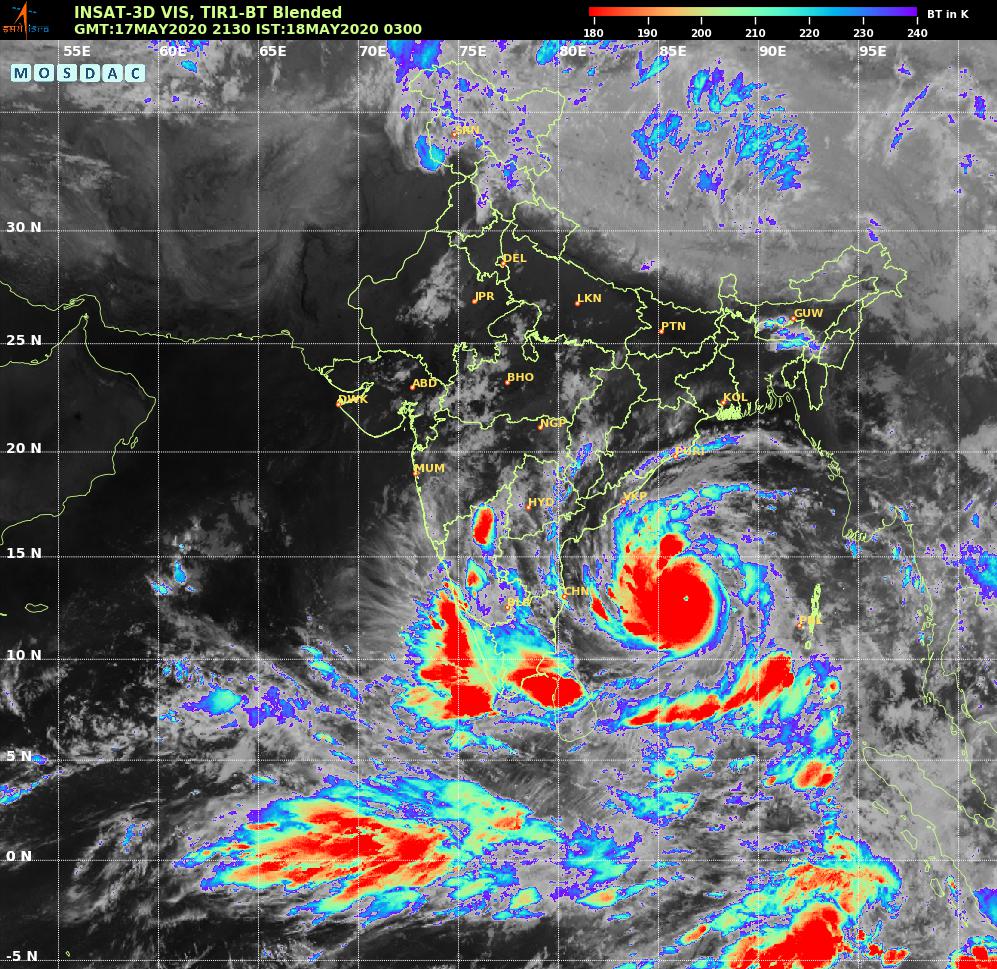 INSAT-3D VIS, TIR1-BT Blended
GMT:17MAY2020 2130 IST:18MAY2020 0300
BT in K
180 190 200 210 220 230 240
55E 60E 65E 70E 75E 80E 85E 90E 95E
MOSDAC
SRN
30 N
DEL
JPR
LKN
GUW
PTN
25 N
BHO
ABD
DWK
KOL
NGP
20 N
PURI
MUM
VKP
HYD
15 N
CHN
10 N
5 N
0 N
-5 N